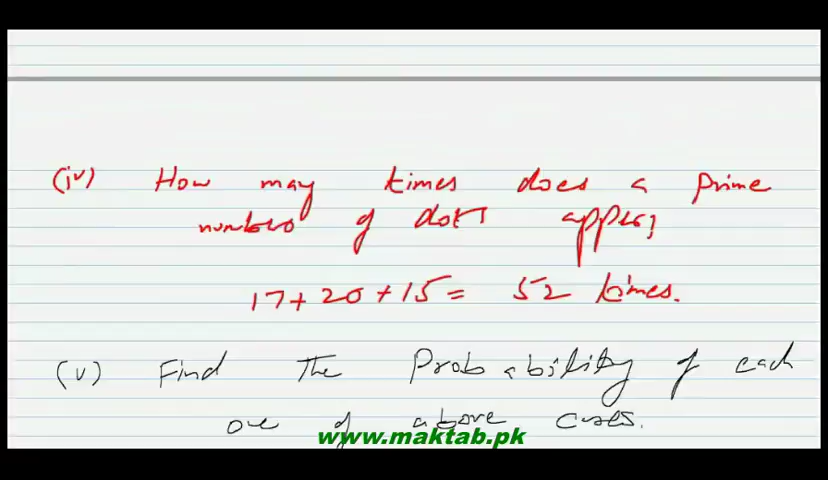 (iv) How may times does a prime
number of dots appear;
17+20+15= 52 times.
(v) Find The Probability of each
one of above cases.
www.maktab.pk